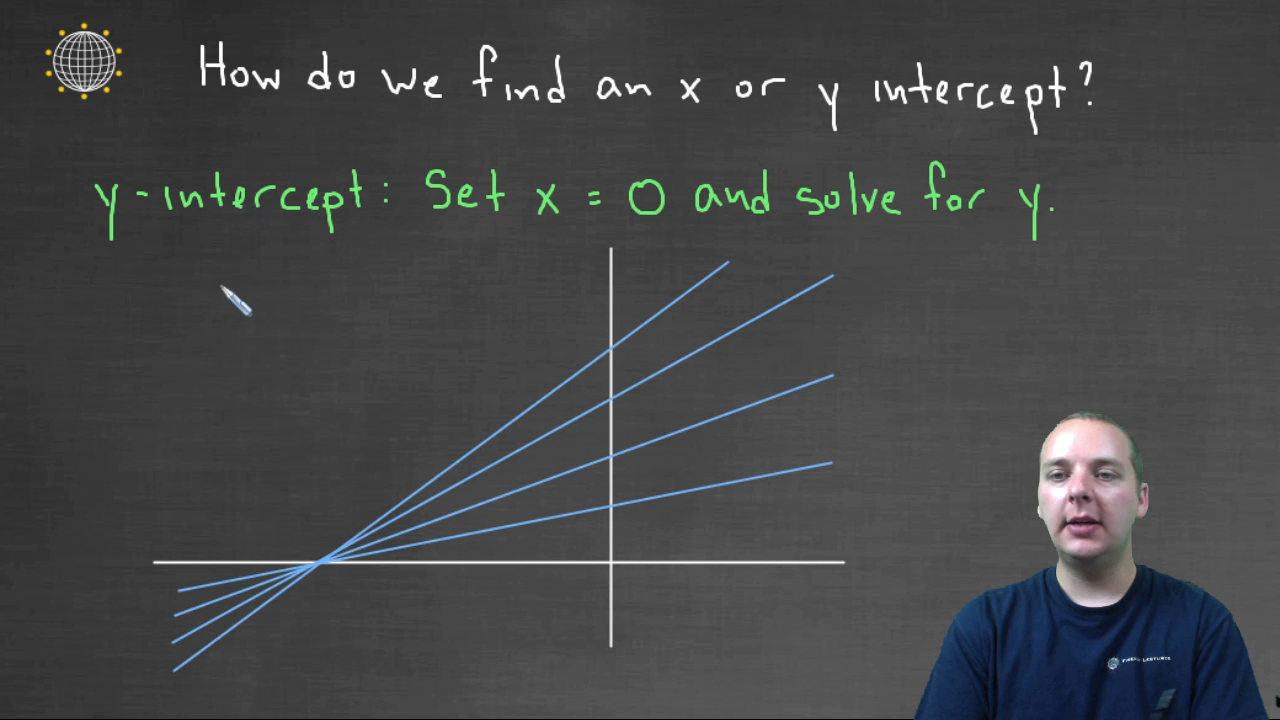 How do we find an x or y intercept?
y-intercept: Set x = 0 and solve for y.